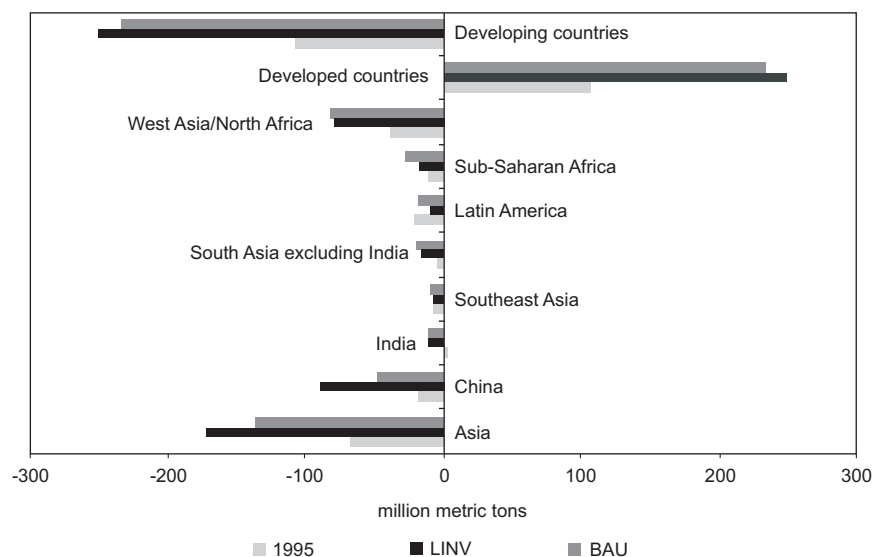 Developing countries
Developed countries
West Asia/North Africa
Sub-Saharan Africa
Latin America
South Asia excluding India
Southeast Asia
India
China
Asia
-300 -200 -100 0 100 200 300
million metric tons
1995 LINV BAU